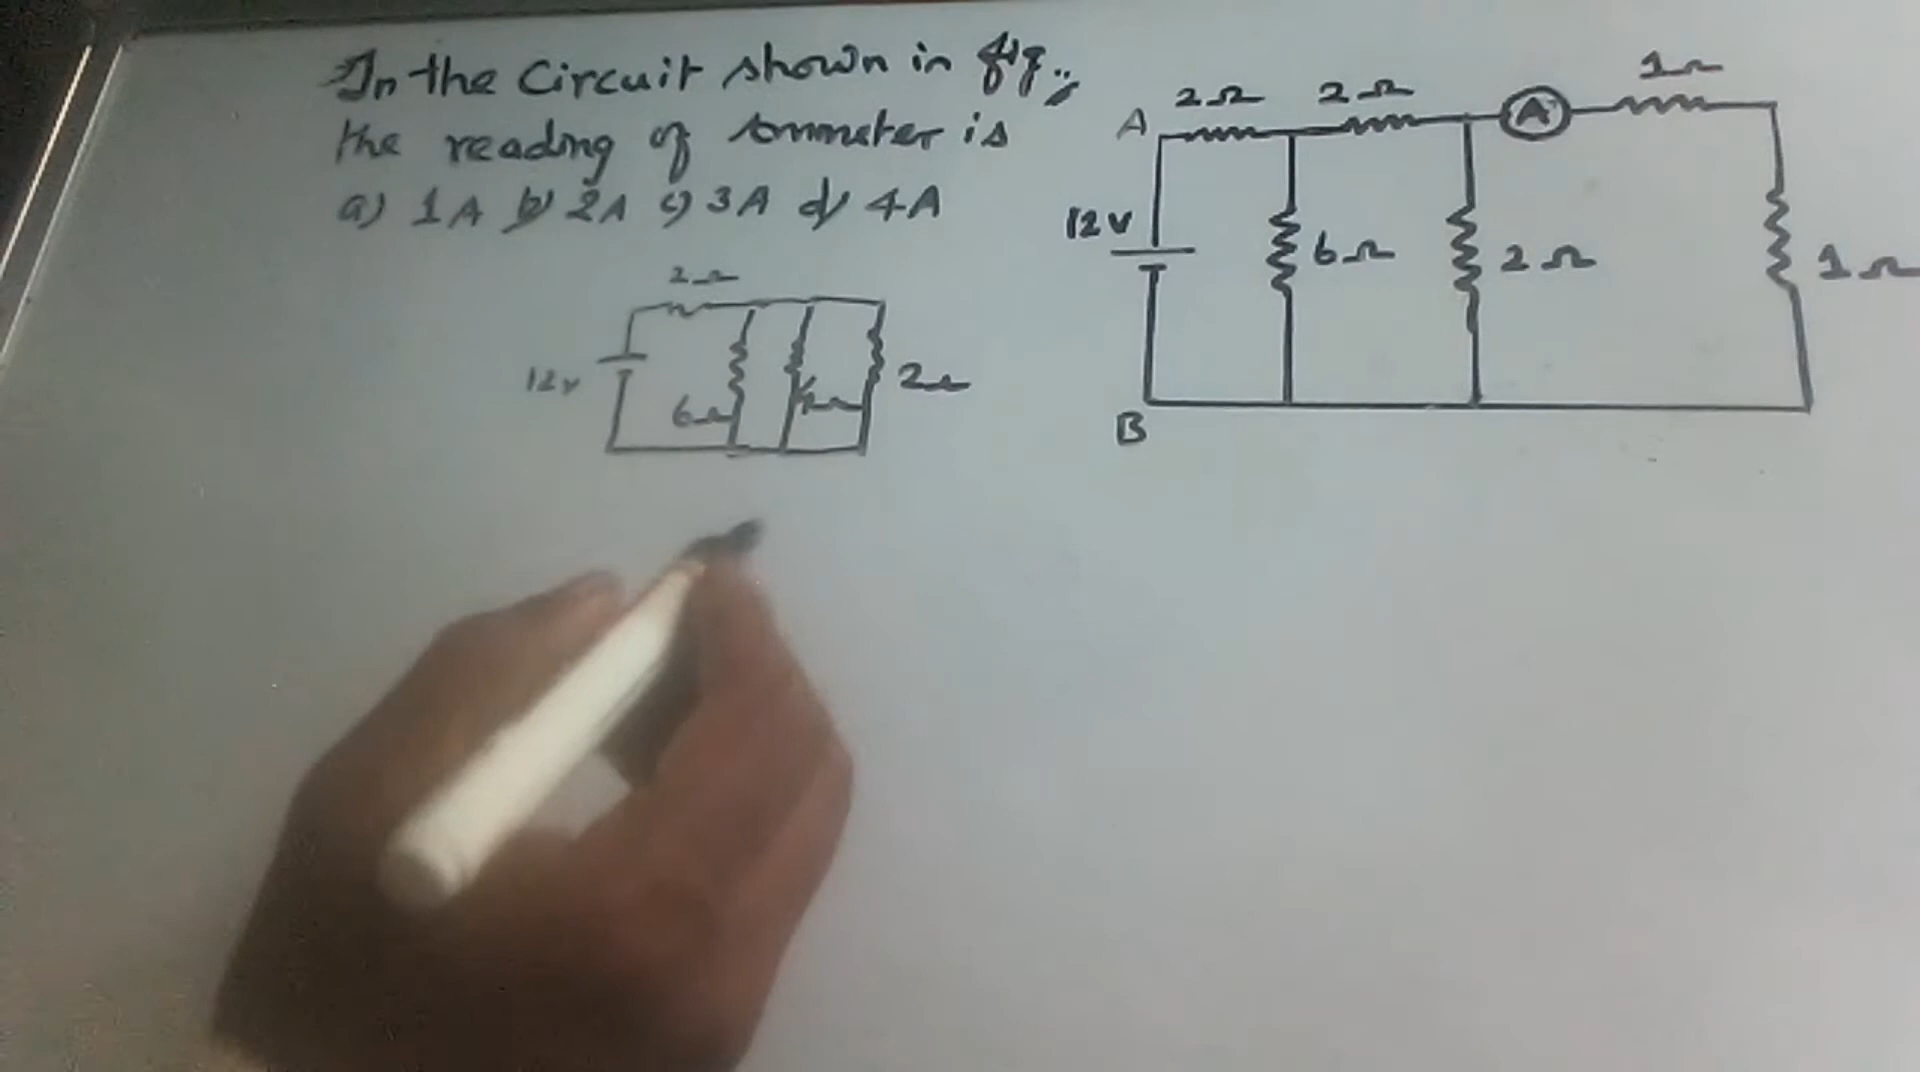 In the Circuit shown in fig.,
the reading of ammeter is
a) 1A b) 2A c) 3A d) 4A
2Ω 2Ω 1Ω
A A
12V 6Ω 2Ω 1Ω
B
2Ω
12V 6Ω 2Ω